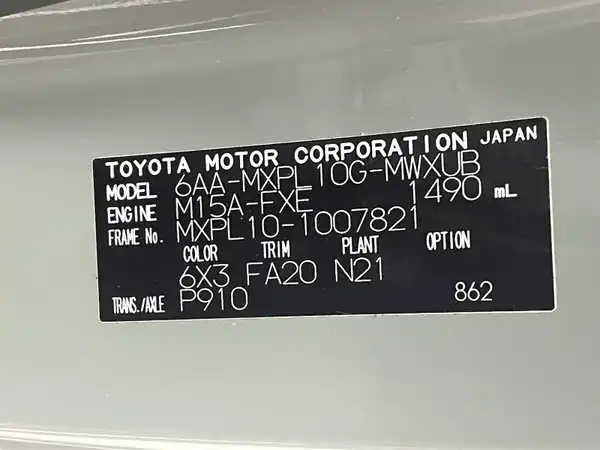 TOYOTA MOTOR CORPORATION JAPAN
MODEL 6AA-MXPL10G-MWXUB
ENGINE M15A-FXE 1490 mL
FRAME No. MXPL10-1007821
COLOR TRIM PLANT OPTION
6X3 FA20 N21
TRANS./AXLE P910 862